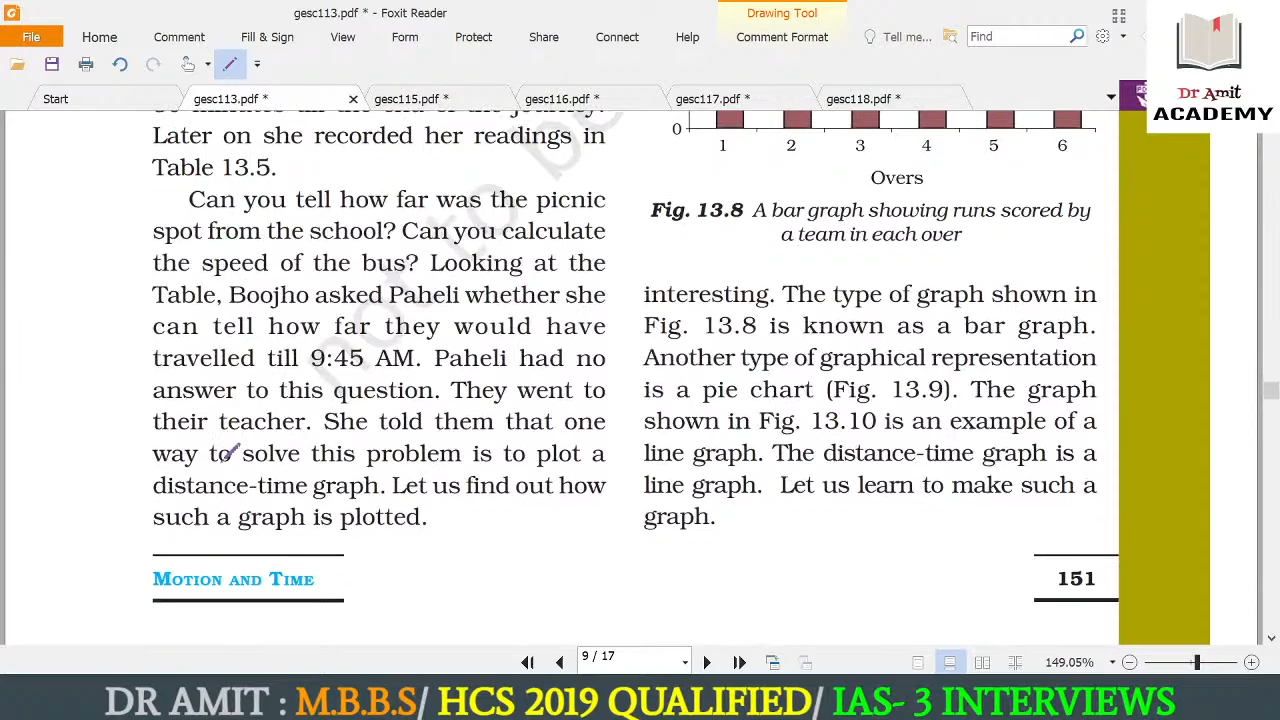 gesc113.pdf * - Foxit Reader
Drawing Tool
File
Home
Comment
Fill & Sign
View
Form
Protect
Share
Connect
Help
Comment Format
Tell me...
Find
Start
gesc113.pdf *
gesc115.pdf *
gesc116.pdf *
gesc117.pdf *
gesc118.pdf *
Dr Amit
ACADEMY
Later on she recorded her readings in
Table 13.5.
Can you tell how far was the picnic
spot from the school? Can you calculate
the speed of the bus? Looking at the
Table, Boojho asked Paheli whether she
can tell how far they would have
travelled till 9:45 AM. Paheli had no
answer to this question. They went to
their teacher. She told them that one
way to solve this problem is to plot a
distance-time graph. Let us find out how
such a graph is plotted.
not to be
0
1 2 3 4 5 6
Overs
Fig. 13.8 A bar graph showing runs scored by
a team in each over
interesting. The type of graph shown in
Fig. 13.8 is known as a bar graph.
Another type of graphical representation
is a pie chart (Fig. 13.9). The graph
shown in Fig. 13.10 is an example of a
line graph. The distance-time graph is a
line graph. Let us learn to make such a
graph.
MOTION AND TIME
151
9 / 17
149.05%
DR AMIT : M.B.B.S/ HCS 2019 QUALIFIED/ IAS- 3 INTERVIEWS